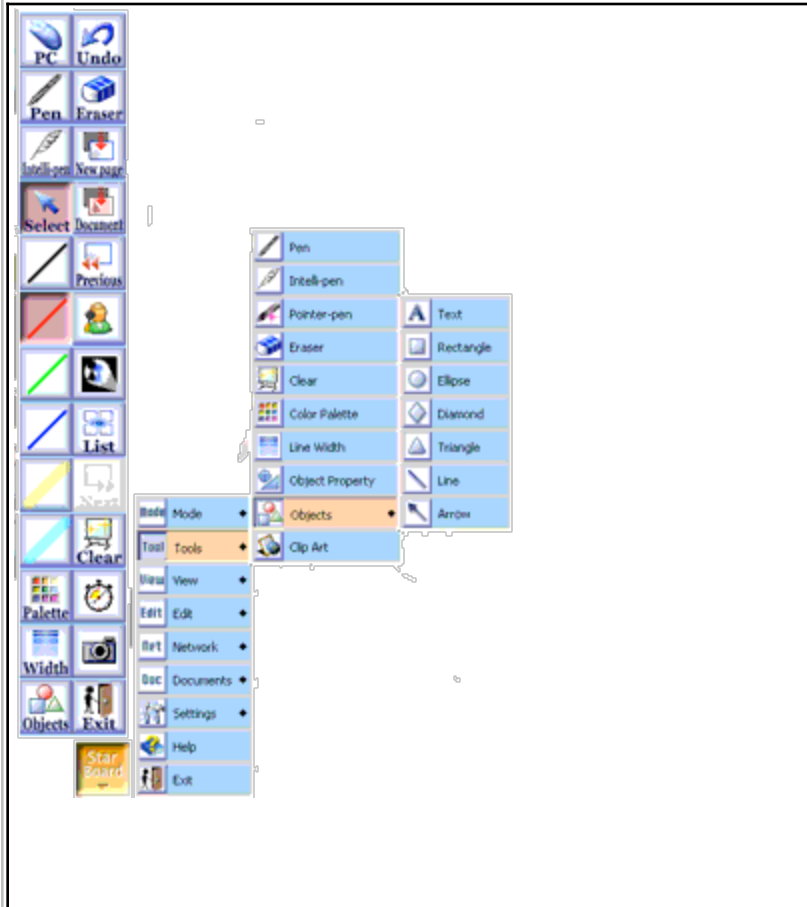 PC Undo
Pen Eraser
Intelli-pen New page
Select Document
Previous
List
Next
Clear
Palette
Width
Objects Exit
Star
Board
Mode Mode
Tool Tools
View View
Edit Edit
Net Network
Doc Documents
Settings
Help
Exit
Pen
Intelli-pen
Pointer-pen
Eraser
Clear
Color Palette
Line Width
Object Property
Objects
Clip Art
A Text
Rectangle
Ellipse
Diamond
Triangle
Line
Arrow